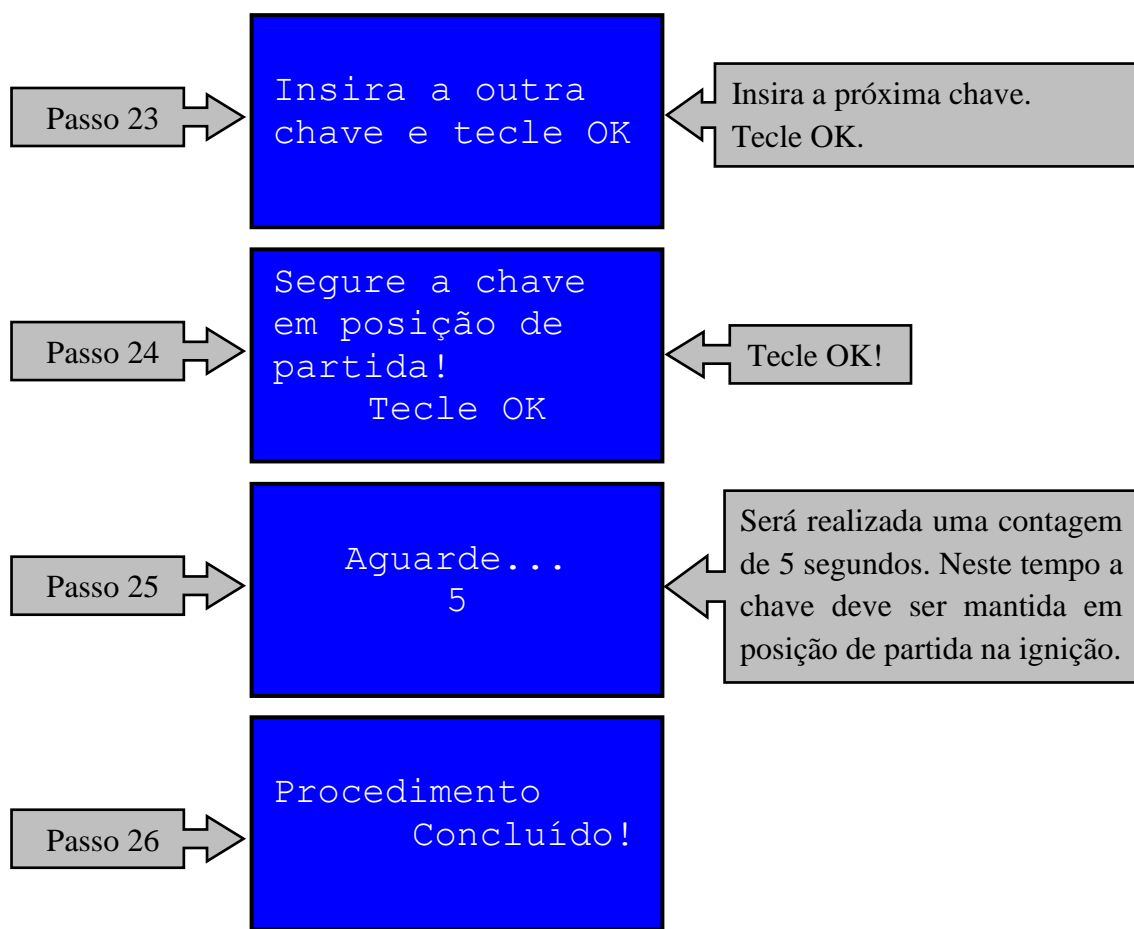 Passo 23
Insira a outra
chave e tecle OK
Insira a próxima chave.
Tecle OK.
Passo 24
Segure a chave
em posição de
partida!
Tecle OK
Tecle OK!
Passo 25
Aguarde...
5
Será realizada uma contagem
de 5 segundos. Neste tempo a
chave deve ser mantida em
posição de partida na ignição.
Passo 26
Procedimento
Concluído!